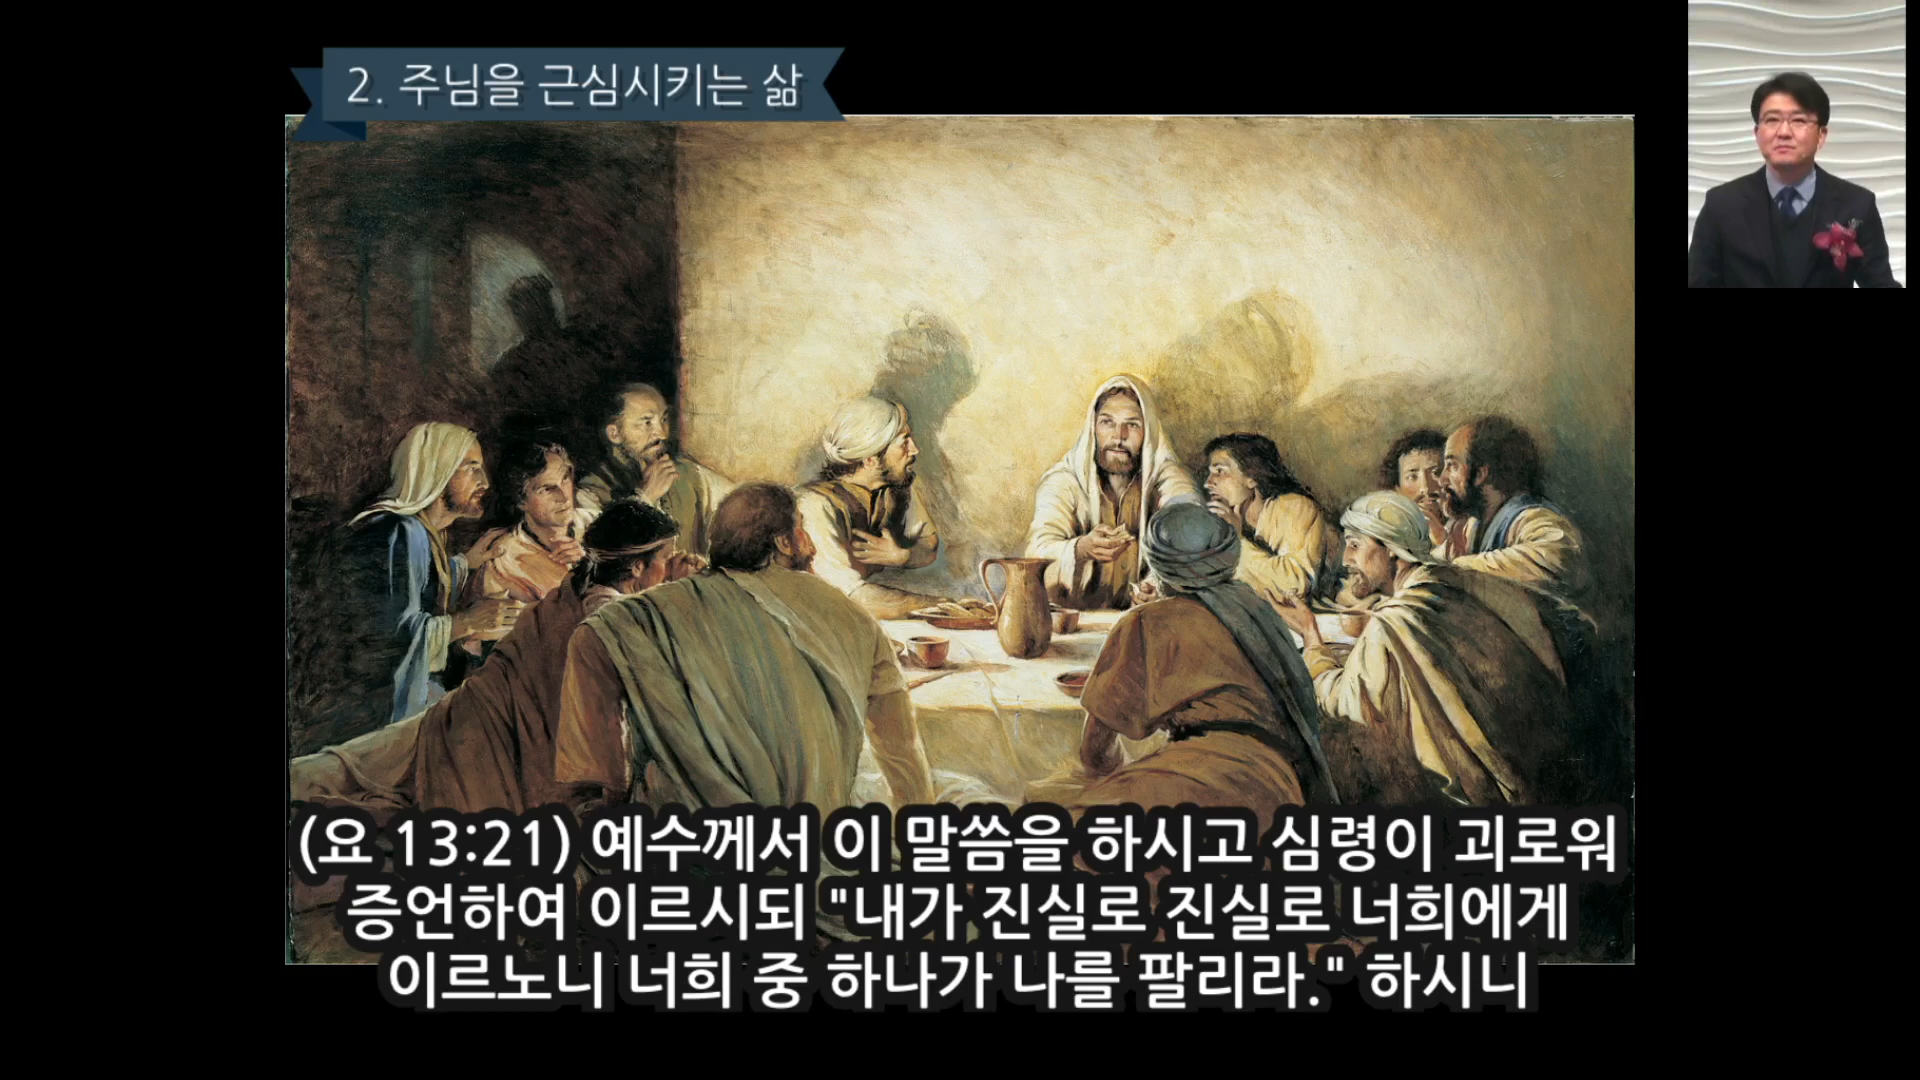 2. 주님을 근심시키는 삶
(요 13:21) 예수께서 이 말씀을 하시고 심령이 괴로워
증언하여 이르시되 "내가 진실로 진실로 너희에게
이르노니 너희 중 하나가 나를 팔리라." 하시니